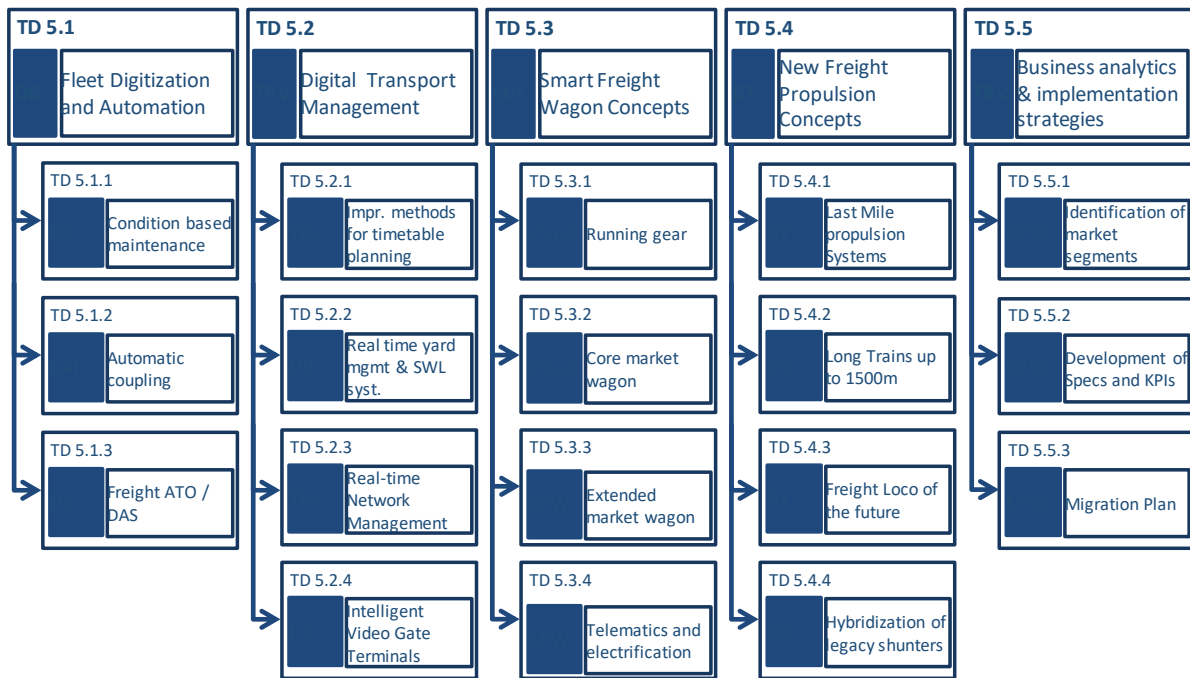 TD 5.1
Fleet Digitization
and Automation
TD 5.1.1
Condition based
maintenance
TD 5.1.2
Automatic
coupling
TD 5.1.3
Freight ATO /
DAS
TD 5.2
Digital Transport
Management
TD 5.2.1
Impr. methods
for timetable
planning
TD 5.2.2
Real time yard
mgmt & SWL
syst.
TD 5.2.3
Real-time
Network
Management
TD 5.2.4
Intelligent
Video Gate
Terminals
TD 5.3
Smart Freight
Wagon Concepts
TD 5.3.1
Running gear
TD 5.3.2
Core market
wagon
TD 5.3.3
Extended
market wagon
TD 5.3.4
Telematics and
electrification
TD 5.4
New Freight
Propulsion
Concepts
TD 5.4.1
Last Mile
propulsion
Systems
TD 5.4.2
Long Trains up
to 1500m
TD 5.4.3
Freight Loco of
the future
TD 5.4.4
Hybridization of
legacy shunters
TD 5.5
Business analytics
& implementation
strategies
TD 5.5.1
Identification of
market
segments
TD 5.5.2
Development of
Specs and KPIs
TD 5.5.3
Migration Plan